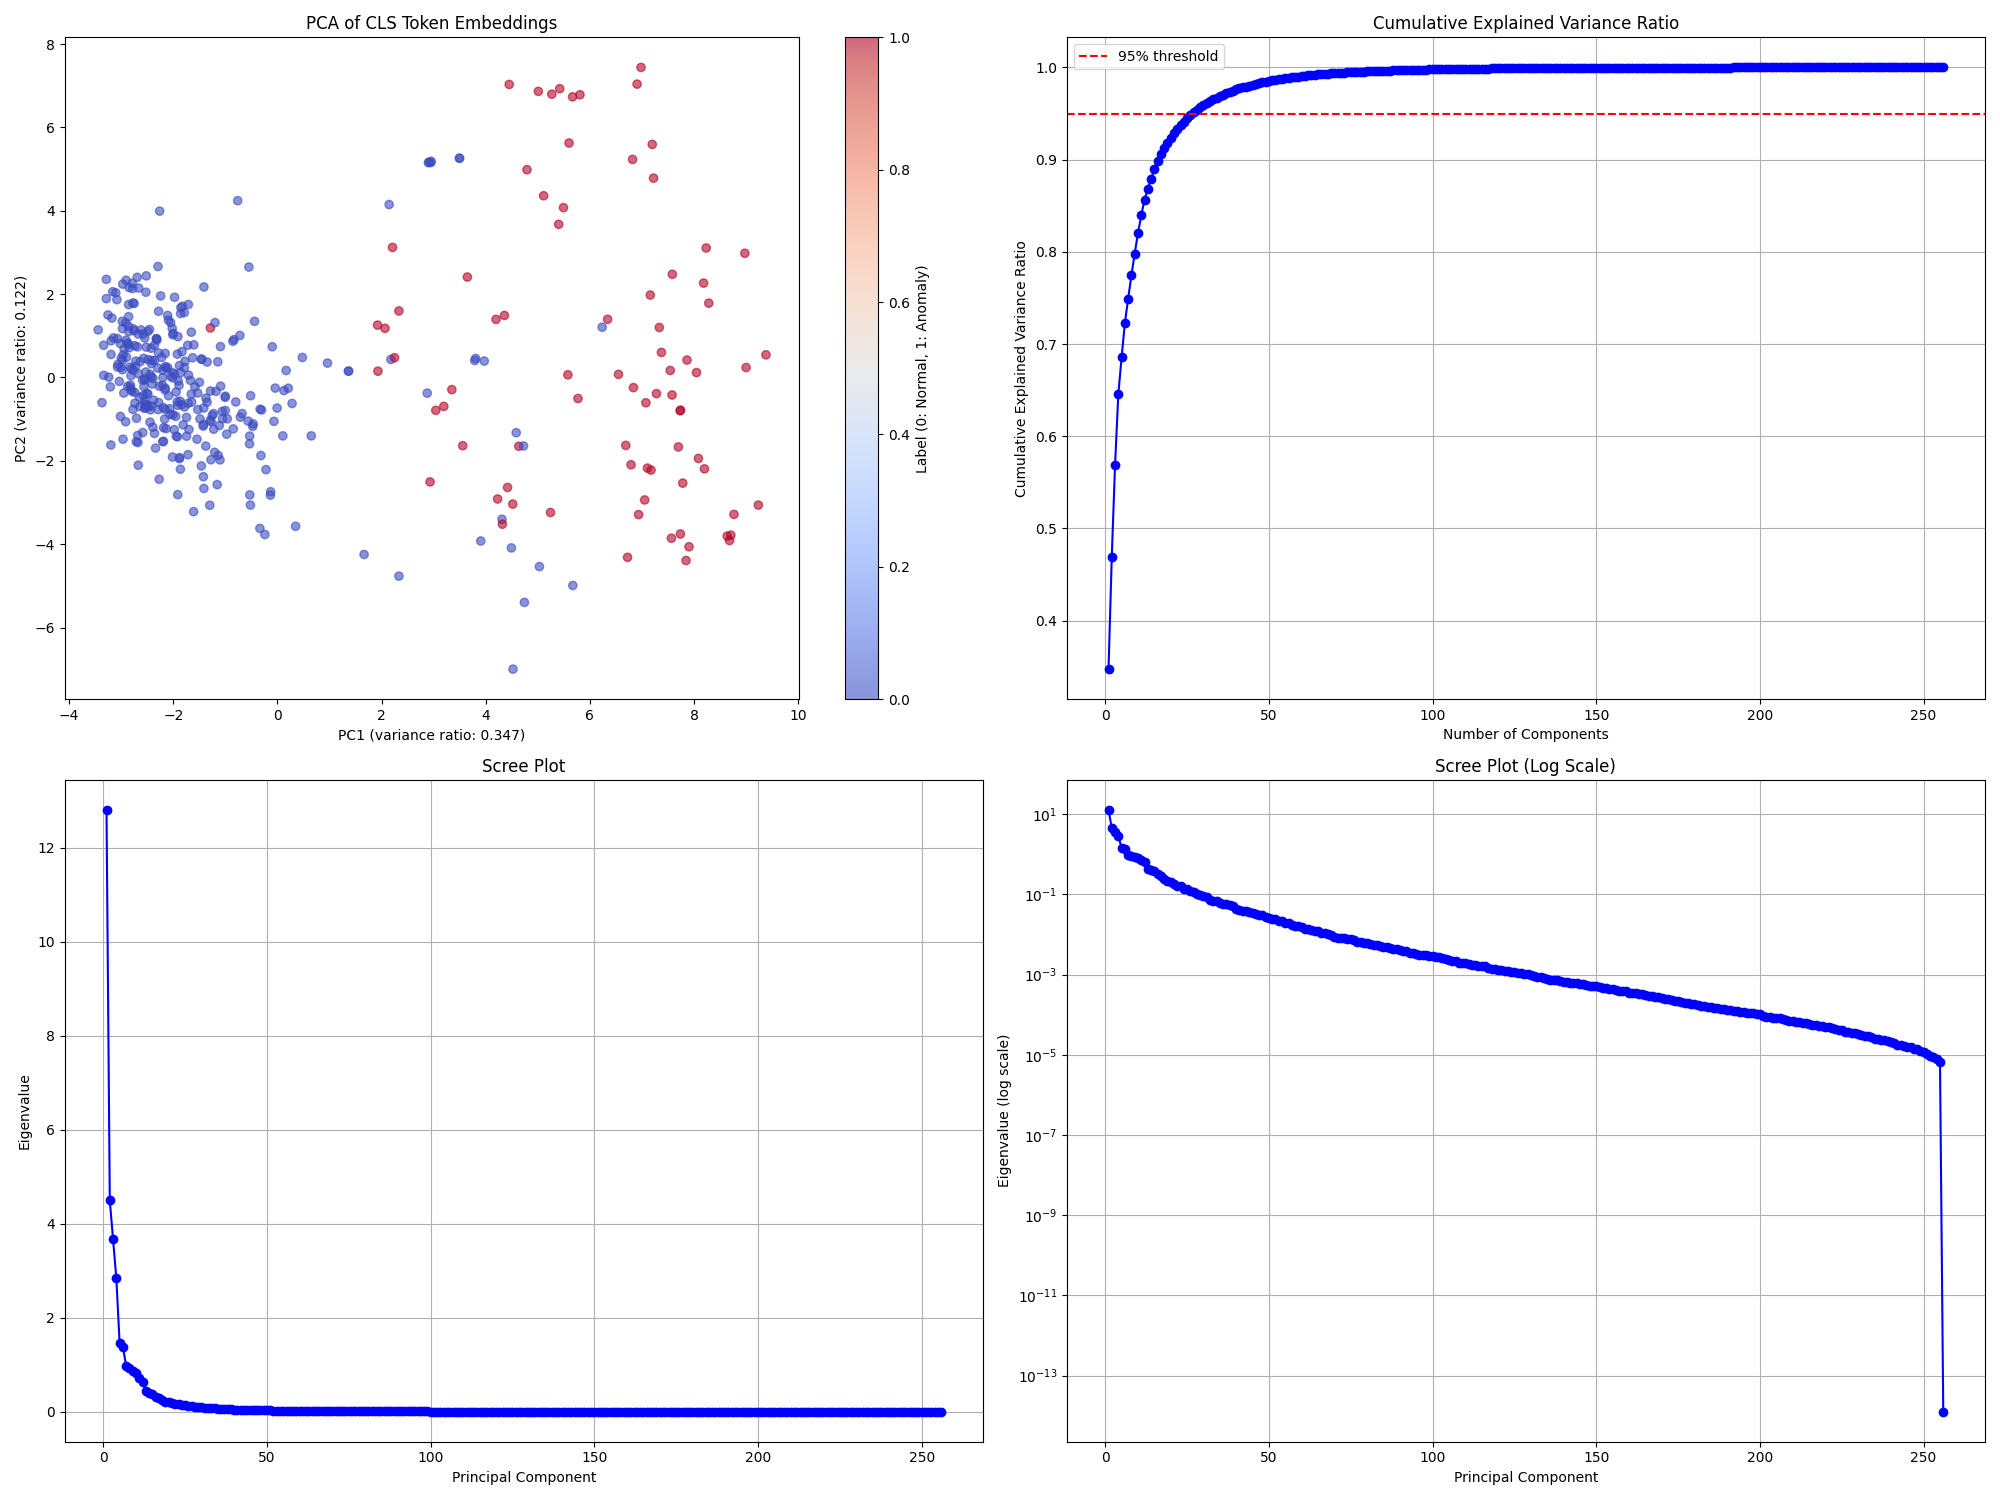 PCA of CLS Token Embeddings
8
6
4
2
0
−2
−4
−6
PC2 (variance ratio: 0.122)
−4 −2 0 2 4 6 8 10
PC1 (variance ratio: 0.347)
1.0
0.8
0.6
0.4
0.2
0.0
Label (0: Normal, 1: Anomaly)
Cumulative Explained Variance Ratio
95% threshold
1.0
0.9
0.8
0.7
0.6
0.5
0.4
Cumulative Explained Variance Ratio
0 50 100 150 200 250
Number of Components
Scree Plot
12
10
8
6
4
2
0
Eigenvalue
0 50 100 150 200 250
Principal Component
Scree Plot (Log Scale)
10¹
10⁻¹
10⁻³
10⁻⁵
10⁻⁷
10⁻⁹
10⁻¹¹
10⁻¹³
Eigenvalue (log scale)
0 50 100 150 200 250
Principal Component